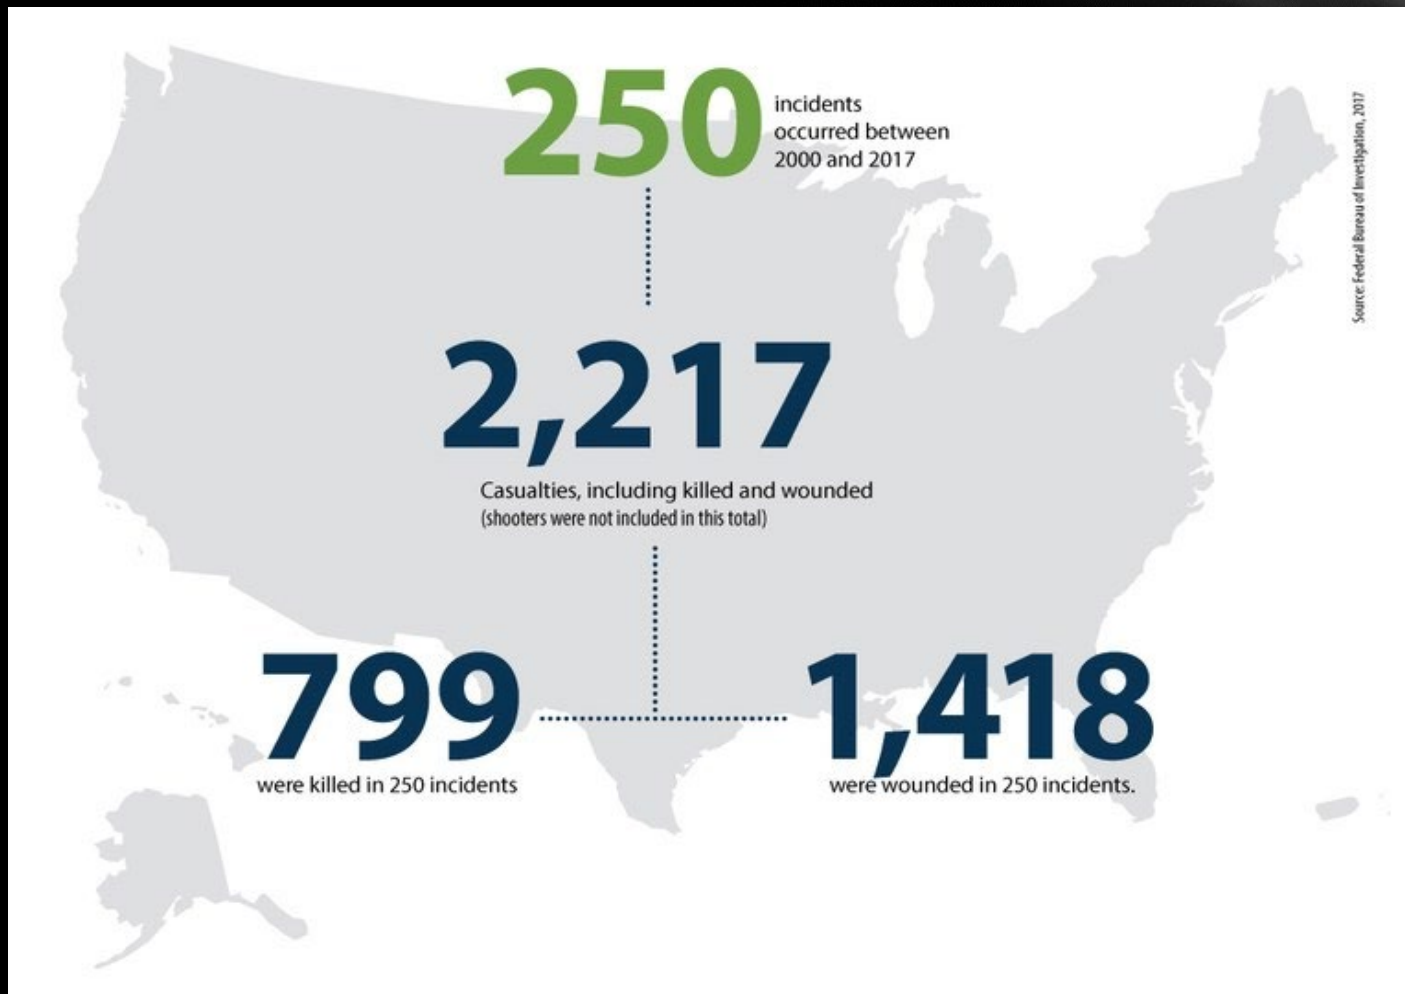 250
incidents
occurred between
2000 and 2017
Source: Federal Bureau of Investigation, 2017
2,217
Casualties, including killed and wounded
(shooters were not included in this total)
799
were killed in 250 incidents
1,418
were wounded in 250 incidents.